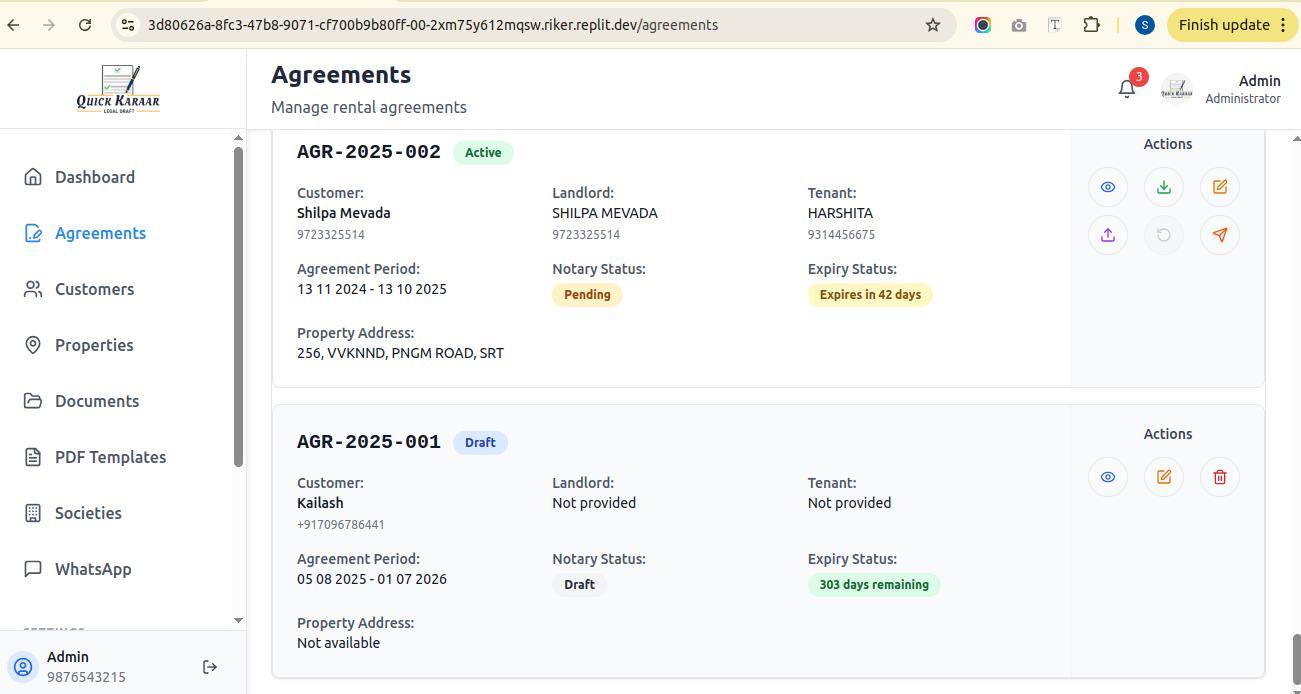 3d80626a-8fc3-47b8-9071-cf700b9b80ff-00-2xm75y612mqsw.riker.replit.dev/agreements
T
S
Finish update
QUICK KARAAR
LEGAL DRAFT
Agreements
Manage rental agreements
3
Admin
Administrator
Dashboard
Agreements
Customers
Properties
Documents
PDF Templates
Societies
WhatsApp
SETTINGS
Admin
9876543215
AGR-2025-002 Active
Customer: Landlord: Tenant:
Shilpa Mevada SHILPA MEVADA HARSHITA
9723325514 9723325514 9314456675
Agreement Period: Notary Status: Expiry Status:
13 11 2024 - 13 10 2025 Pending Expires in 42 days
Property Address:
256, VVKNND, PNGM ROAD, SRT
Actions
AGR-2025-001 Draft
Customer: Landlord: Tenant:
Kailash Not provided Not provided
+917096786441
Agreement Period: Notary Status: Expiry Status:
05 08 2025 - 01 07 2026 Draft 303 days remaining
Property Address:
Not available
Actions